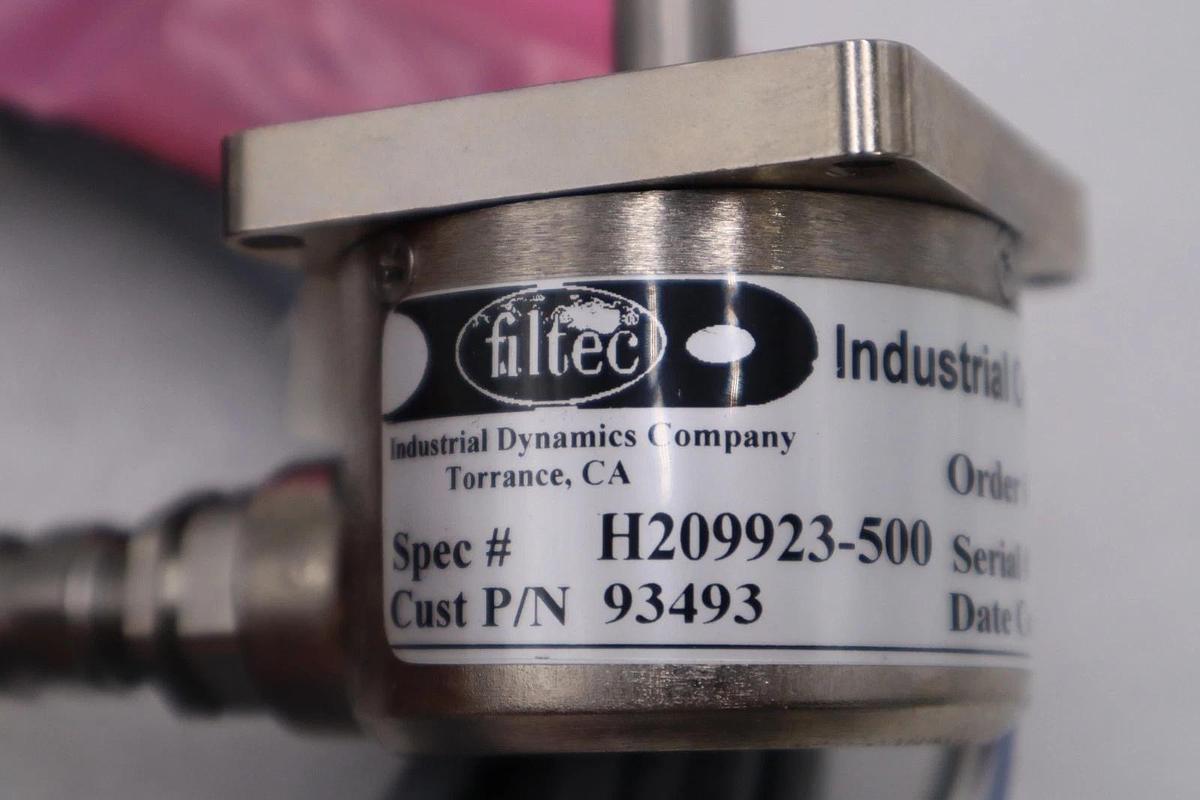 filtec
Industrial
Industrial Dynamics Company
Torrance, CA
Order
Spec # H209923-500 Serial
Cust P/N 93493 Date